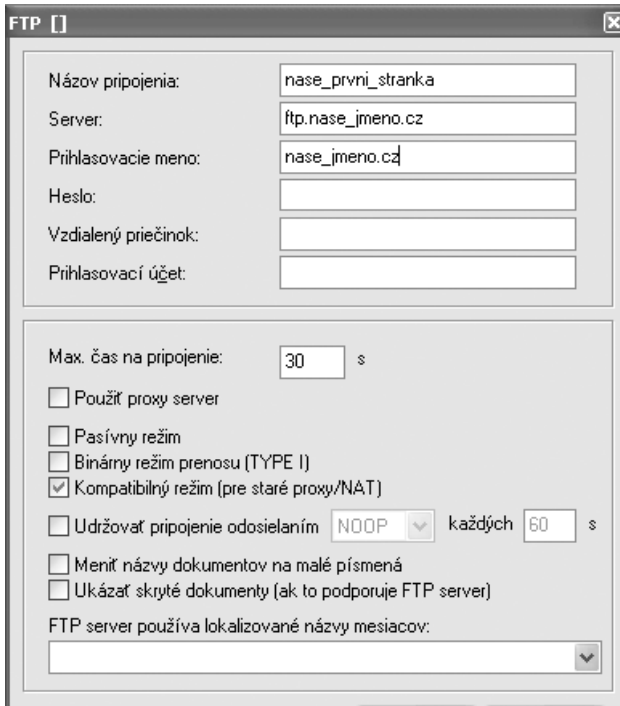 FTP []
Názov pripojenia: nase_prvni_stranka
Server: ftp.nase_jmeno.cz
Prihlasovacie meno: nase_jmeno.cz
Heslo:
Vzdialený priečinok:
Prihlasovací účet:
Max. čas na pripojenie: 30 s
Použiť proxy server
Pasívny režim
Binárny režim prenosu (TYPE I)
Kompatibilný režim (pre staré proxy/NAT)
Udržovať pripojenie odosielaním NOOP každých 60 s
Meniť názvy dokumentov na malé písmená
Ukázať skryté dokumenty (ak to podporuje FTP server)
FTP server používa lokalizované názvy mesiacov: